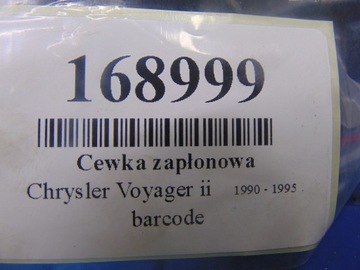 168999
Cewka zapłonowa
Chrysler Voyager ii 1990 - 1995
barcode